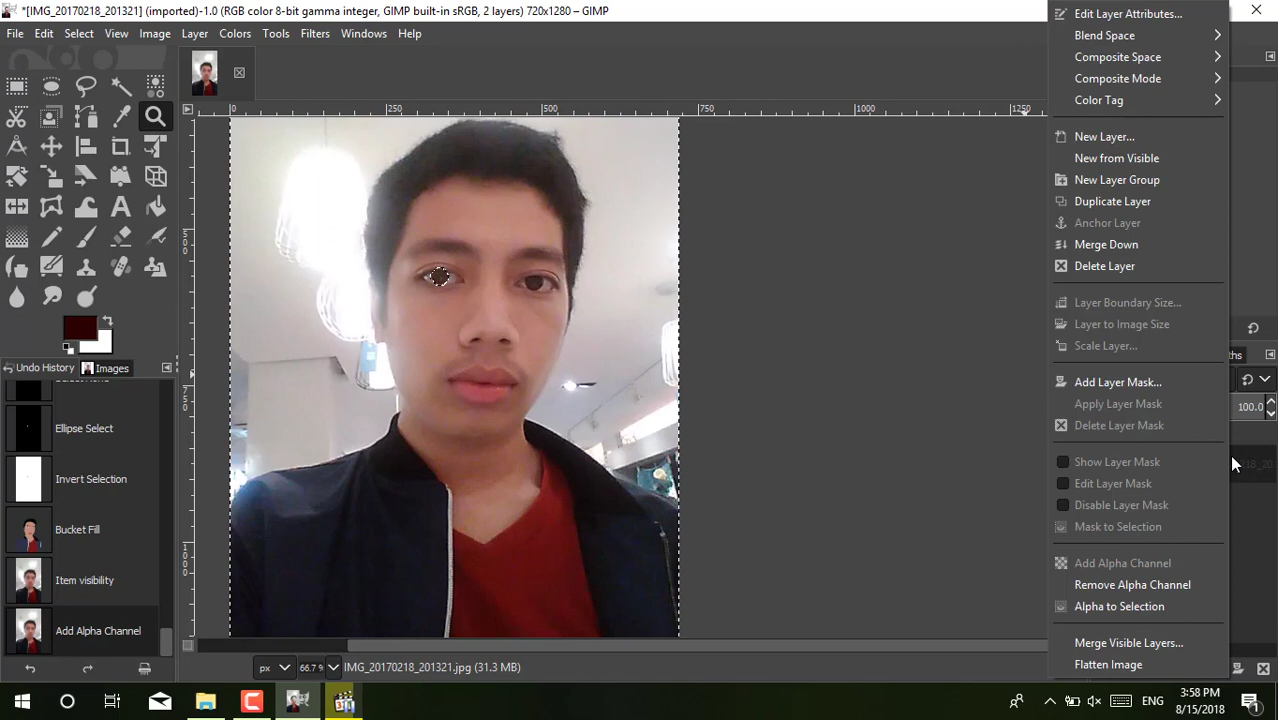 *[IMG_20170218_201321] (imported)-1.0 (RGB color 8-bit gamma integer, GIMP built-in sRGB, 2 layers) 720x1280 – GIMP
File Edit Select View Image Layer Colors Tools Filters Windows Help
0 250 500 750 1000 1250
500
750
1000
Undo History Images
Ellipse Select
Invert Selection
Bucket Fill
Item visibility
Add Alpha Channel
px 66.7 % IMG_20170218_201321.jpg (31.3 MB)
Edit Layer Attributes...
Blend Space
Composite Space
Composite Mode
Color Tag
New Layer...
New from Visible
New Layer Group
Duplicate Layer
Anchor Layer
Merge Down
Delete Layer
Layer Boundary Size...
Layer to Image Size
Scale Layer...
Add Layer Mask...
Apply Layer Mask
Delete Layer Mask
Show Layer Mask
Edit Layer Mask
Disable Layer Mask
Mask to Selection
Add Alpha Channel
Remove Alpha Channel
Alpha to Selection
Merge Visible Layers...
Flatten Image
ths
100.0
ENG
3:58 PM
8/15/2018
1